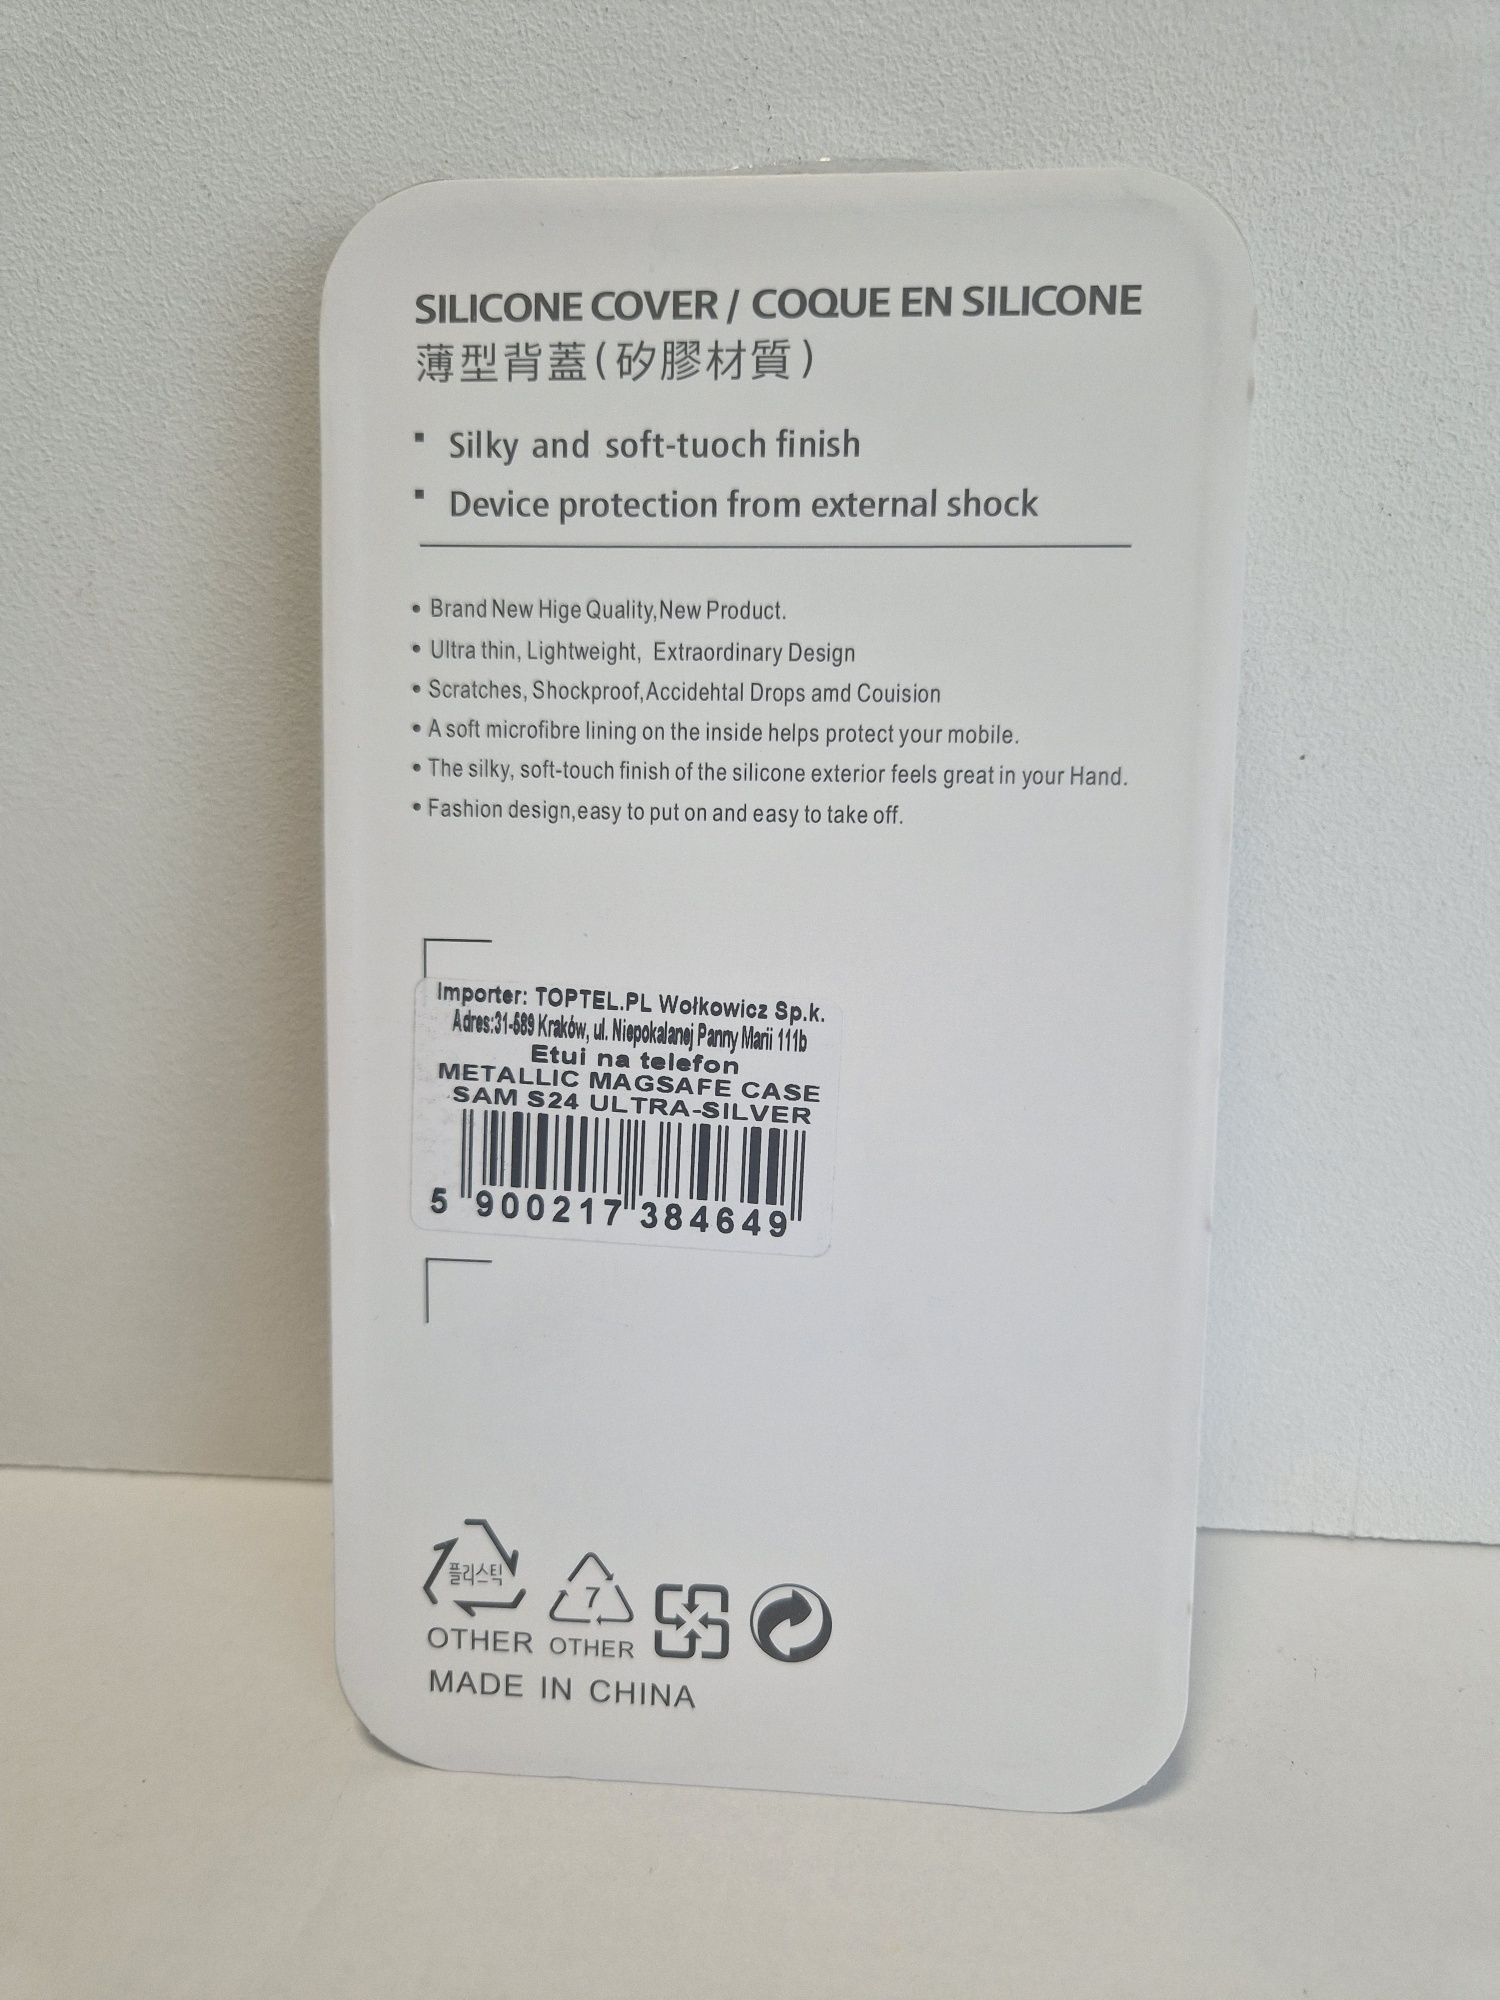 SILICONE COVER / COQUE EN SILICONE
薄型背蓋(矽膠材質)
▪ Silky and soft-tuoch finish
▪ Device protection from external shock
• Brand New Hige Quality,New Product.
• Ultra thin, Lightweight, Extraordinary Design
• Scratches, Shockproof,Accidehtal Drops amd Couision
• A soft microfibre lining on the inside helps protect your mobile.
• The silky, soft-touch finish of the silicone exterior feels great in your Hand.
• Fashion design,easy to put on and easy to take off.
Importer: TOPTEL.PL Wołkowicz Sp.k.
Adres:31-589 Kraków, ul. Niepokalanej Panny Marii 111b
Etui na telefon
METALLIC MAGSAFE CASE
SAM S24 ULTRA-SILVER
5 900217 384649
플리스틱
7
OTHER OTHER
MADE IN CHINA